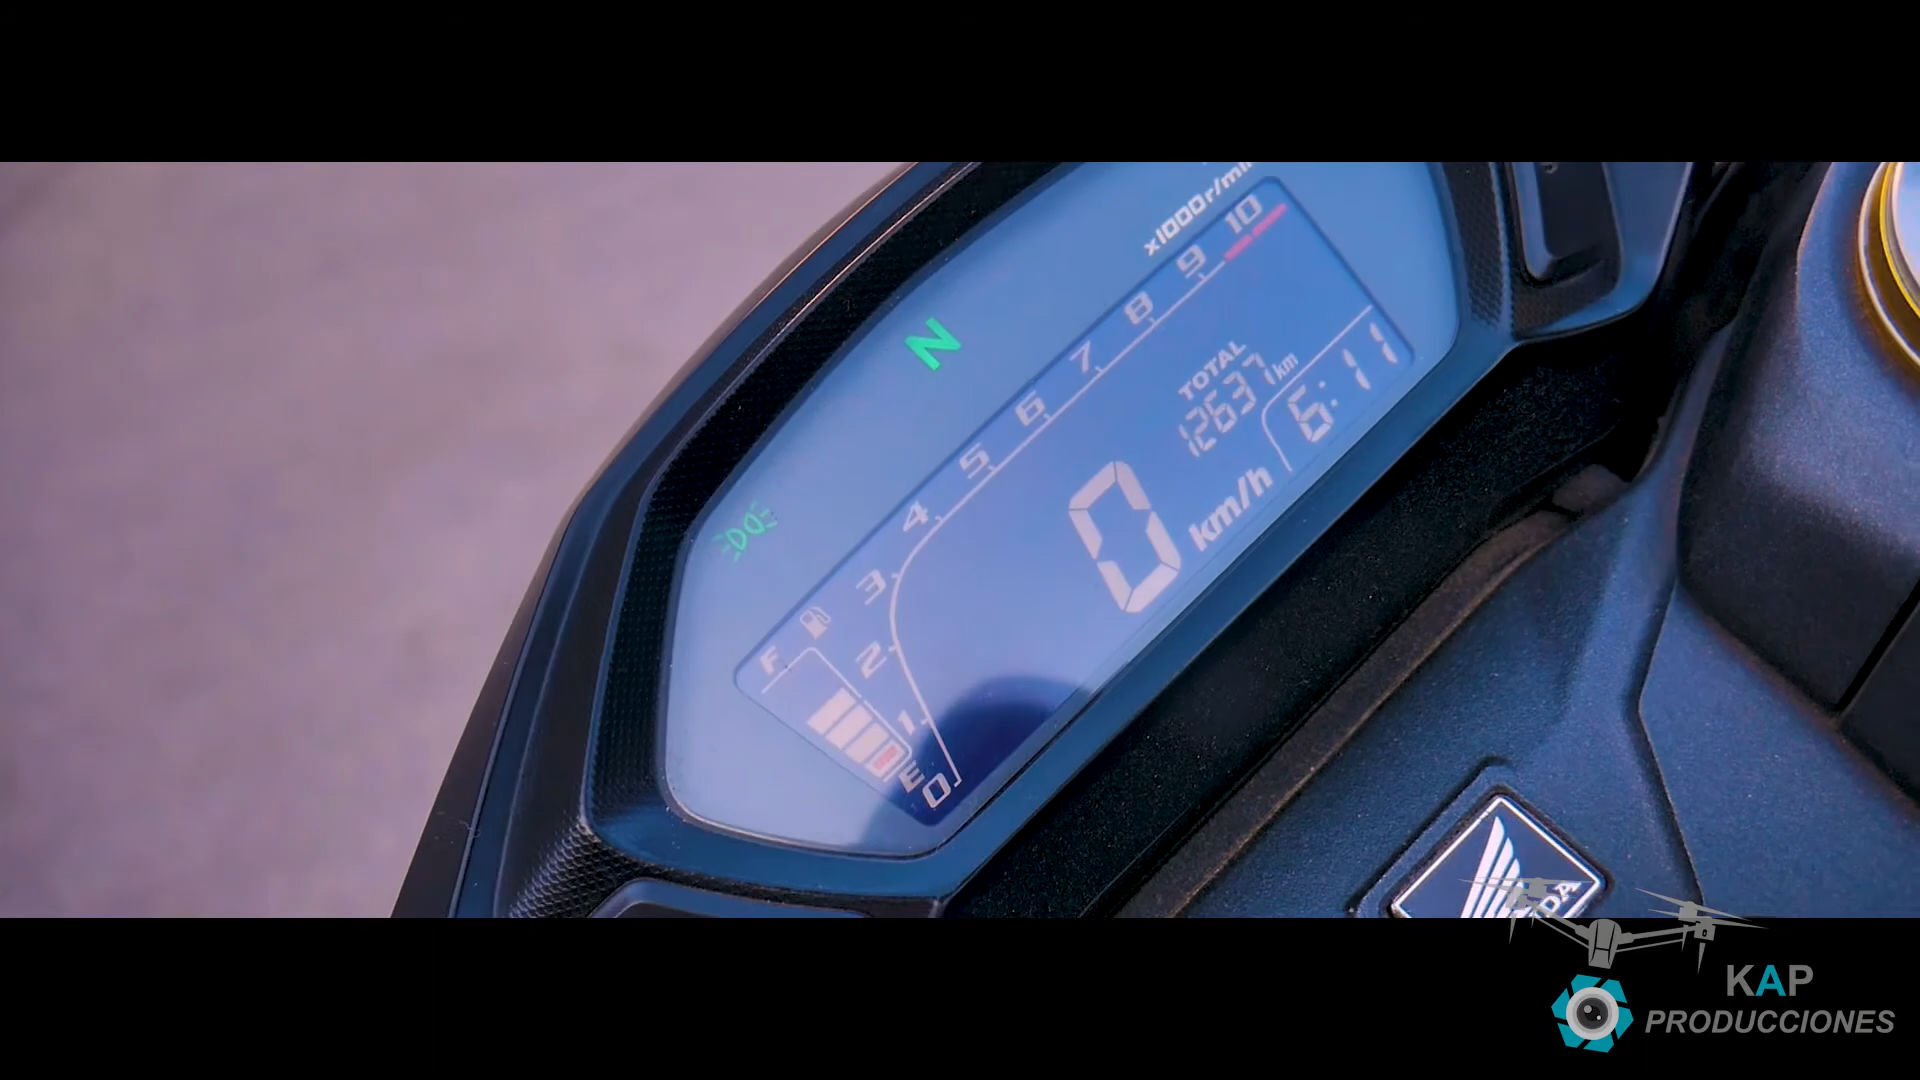 x1000r/min
N
10
9
8
7
6
5
4
3
2
1
0
TOTAL
12637 km
6:11
0 km/h
F
E
KAP
PRODUCCIONES